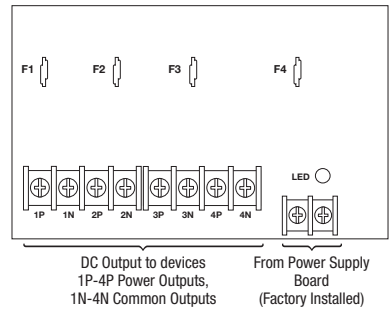 F1 F2 F3 F4
LED
1P 1N 2P 2N 3P 3N 4P 4N
DC Output to devices
1P-4P Power Outputs,
1N-4N Common Outputs
From Power Supply
Board
(Factory Installed)